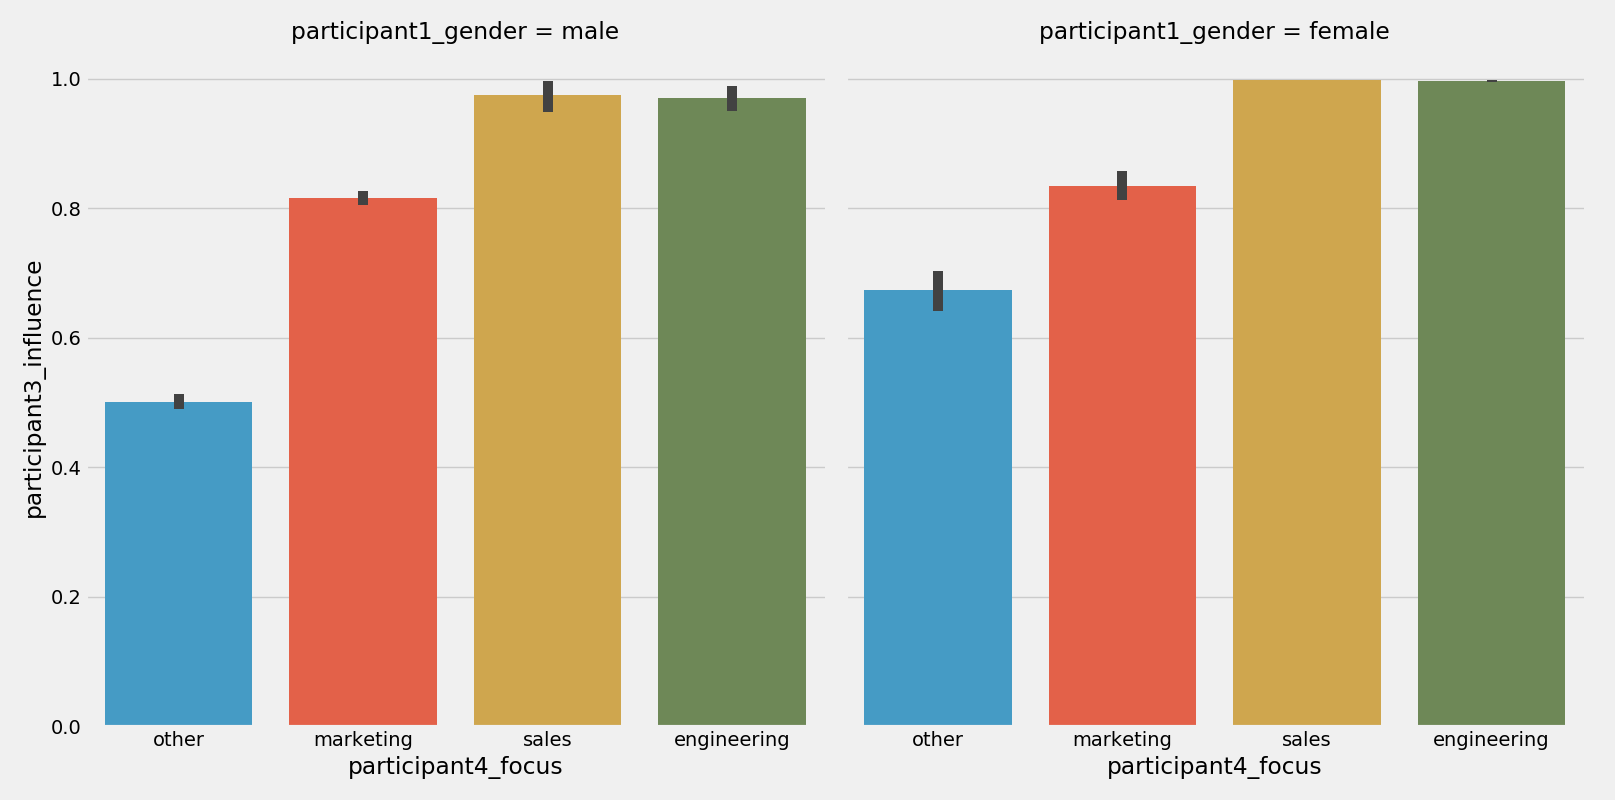 participant1_gender = male
participant1_gender = female
participant3_influence
1.0
0.8
0.6
0.4
0.2
0.0
other marketing sales engineering
other marketing sales engineering
participant4_focus
participant4_focus